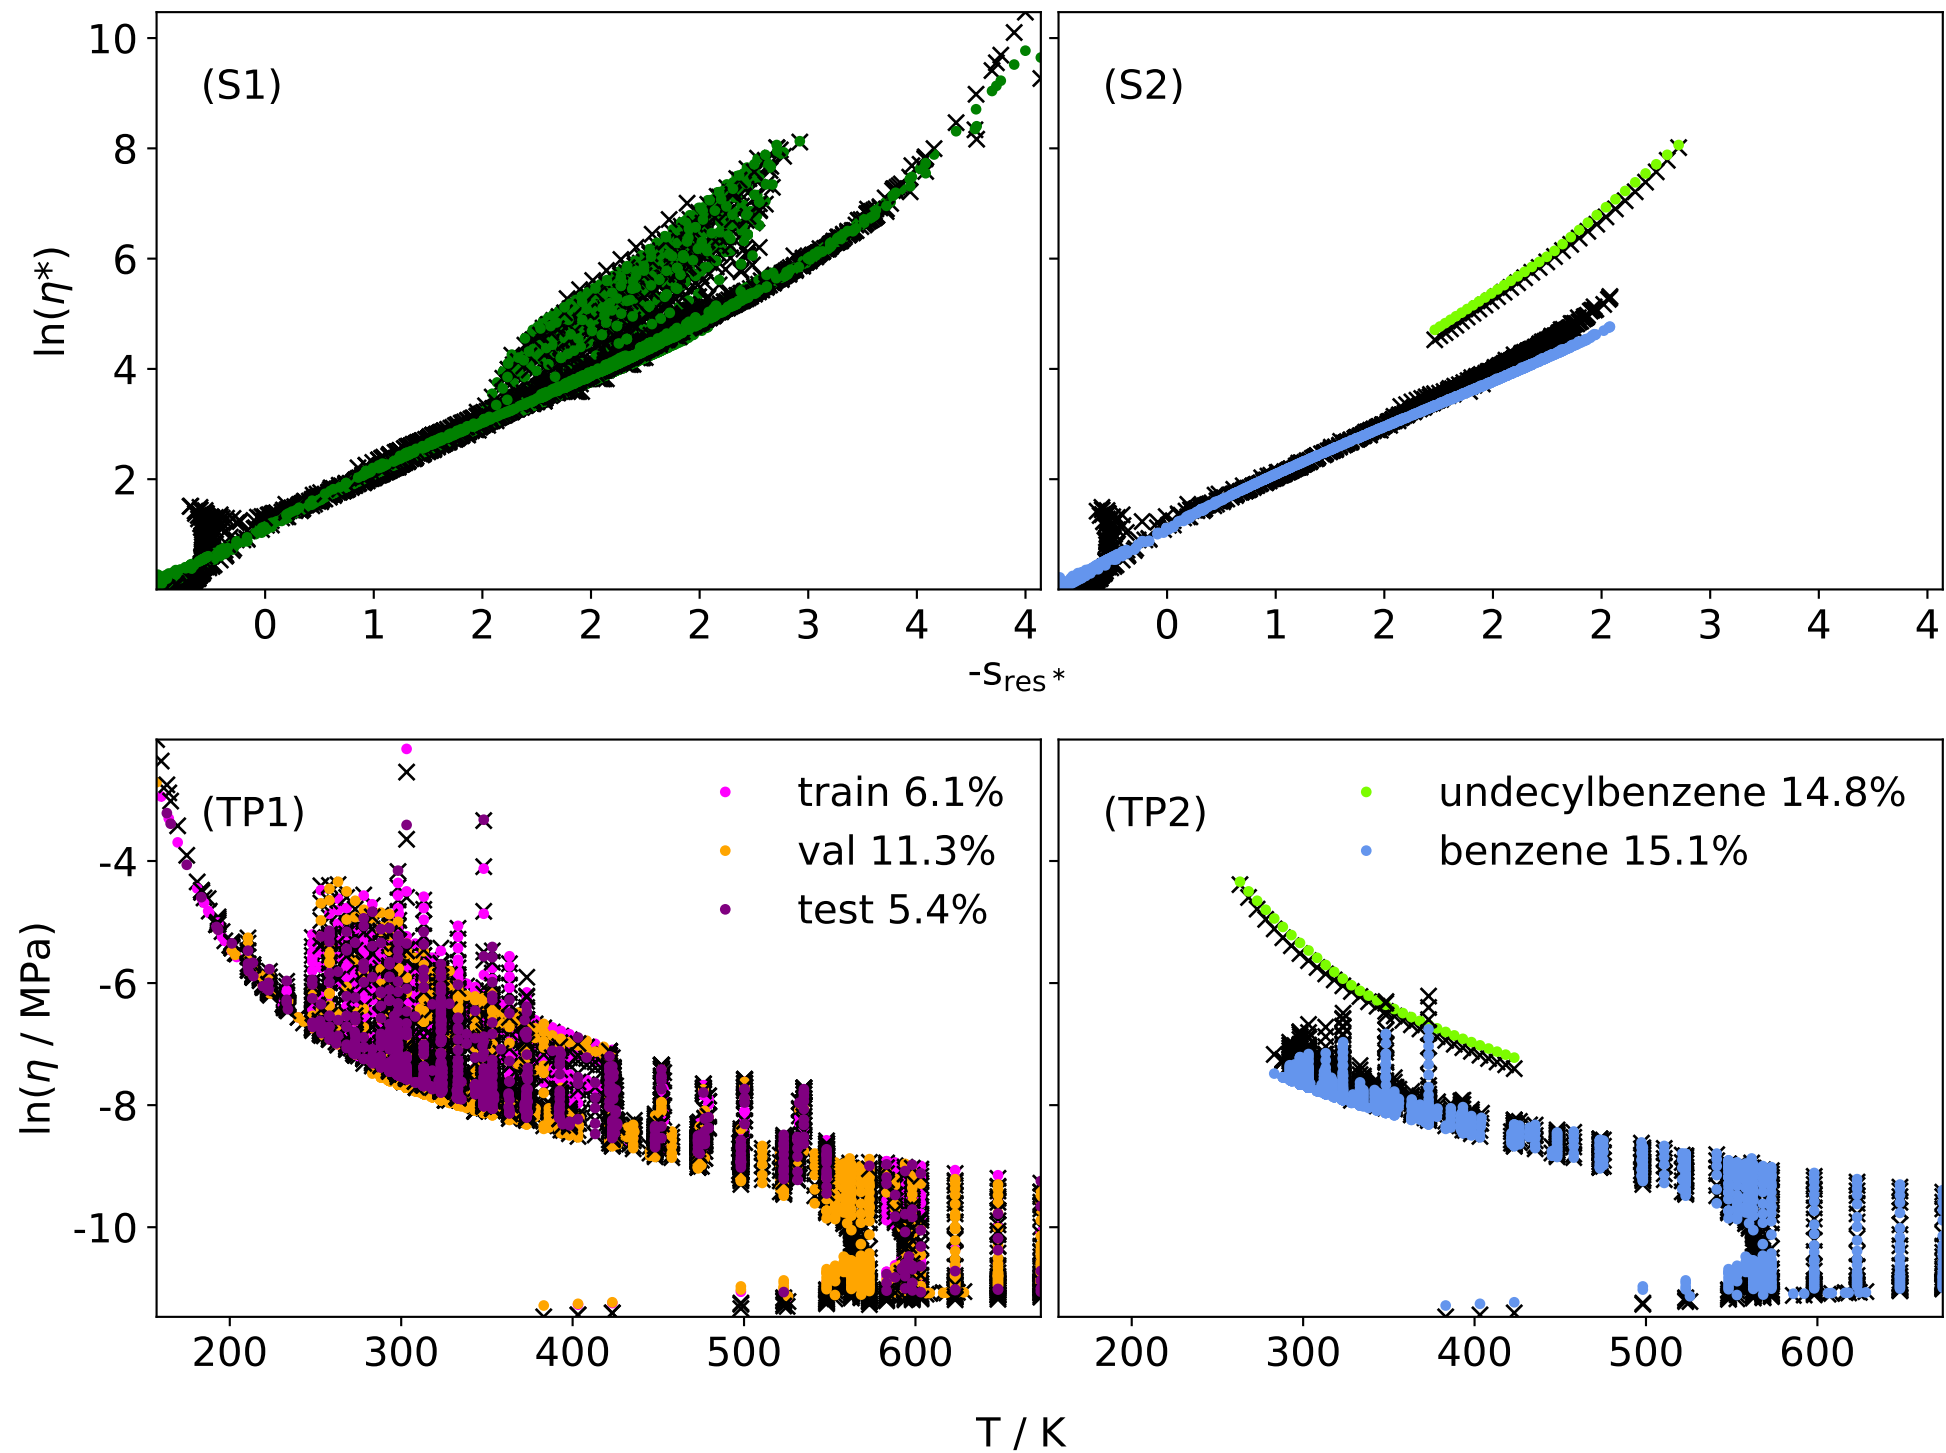 (S1)
(S2)
10
8
6
4
2
ln(η*)
0 1 2 2 2 3 4 4
0 1 2 2 2 3 4 4
-s_res*
(TP1)
train 6.1%
val 11.3%
test 5.4%
(TP2)
undecylbenzene 14.8%
benzene 15.1%
-4
-6
-8
-10
ln(η / MPa)
200 300 400 500 600
200 300 400 500 600
T / K